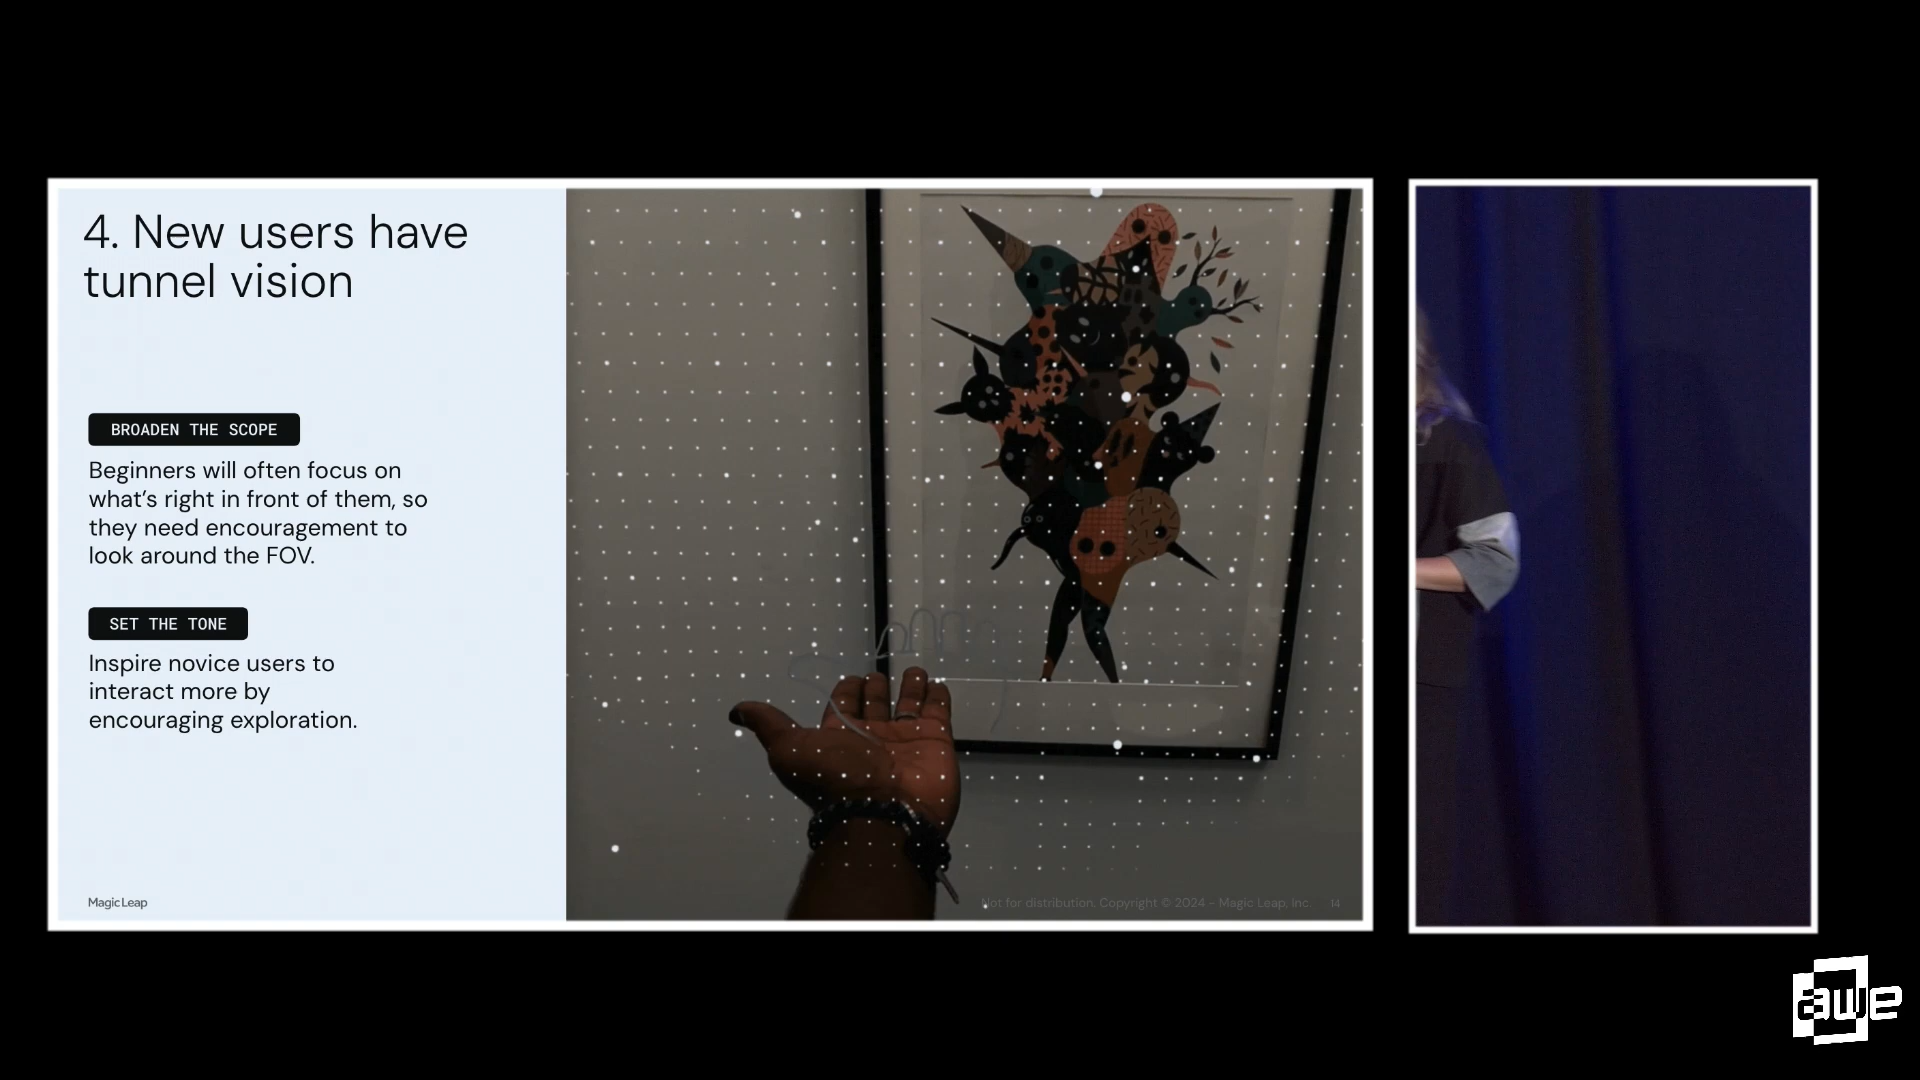 4. New users have
tunnel vision
BROADEN THE SCOPE
Beginners will often focus on
what's right in front of them, so
they need encouragement to
look around the FOV.
SET THE TONE
Inspire novice users to
interact more by
encouraging exploration.
Magic Leap
Not for distribution. Copyright © 2024 - Magic Leap, Inc. 14
awe